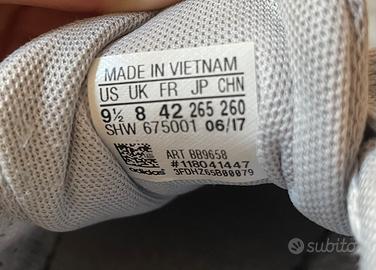 MADE IN VIETNAM
US UK FR JP CHN
9½ 8 42 265 260
SHW 675001 06/17
ART BB9658
#118041447
adidas 3FDHZ65B00079
subito